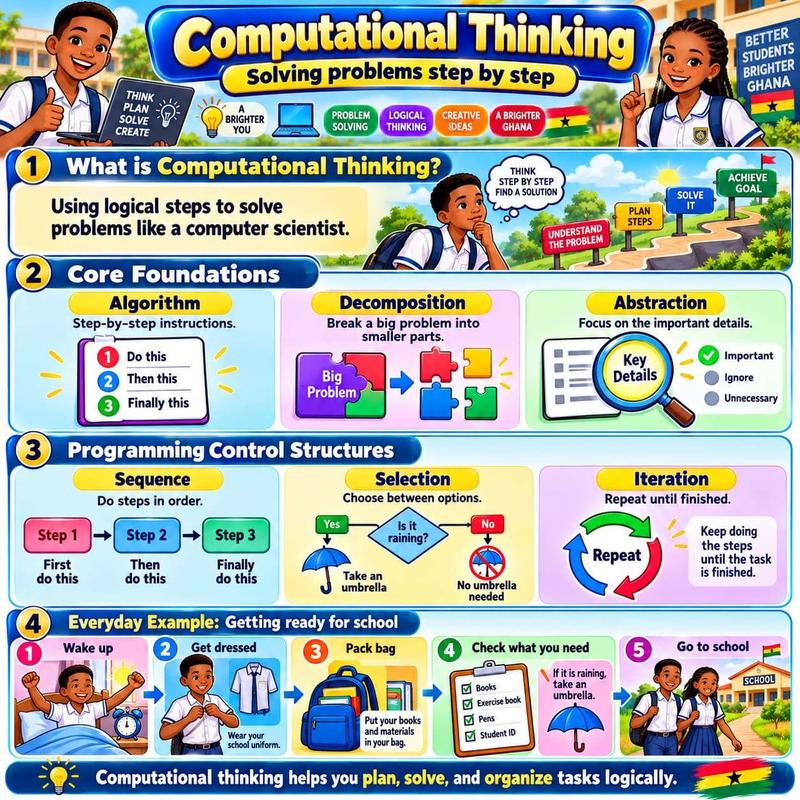 Computational Thinking
Solving problems step by step
THINK
PLAN
SOLVE
CREATE
A
BRIGHTER
YOU
PROBLEM
SOLVING
LOGICAL
THINKING
CREATIVE
IDEAS
A BRIGHTER
GHANA
BETTER
STUDENTS
BRIGHTER
GHANA
1 What is Computational Thinking?
Using logical steps to solve
problems like a computer scientist.
THINK
STEP BY STEP
FIND A SOLUTION
UNDERSTAND
THE PROBLEM
PLAN
STEPS
SOLVE
IT
ACHIEVE
GOAL
2 Core Foundations
Algorithm
Step-by-step instructions.
1 Do this
2 Then this
3 Finally this
Decomposition
Break a big problem into
smaller parts.
Big
Problem
Abstraction
Focus on the important details.
Key
Details
Important
Ignore
Unnecessary
3 Programming Control Structures
Sequence
Do steps in order.
Step 1
Step 2
Step 3
First
do this
Then
do this
Finally
do this
Selection
Choose between options.
Yes
Is it
raining?
No
Take an
umbrella
No umbrella
needed
Iteration
Repeat until finished.
Repeat
Keep doing
the steps
until the task
is finished.
4 Everyday Example: Getting ready for school
1 Wake up
2 Get dressed
Wear your
school uniform.
3 Pack bag
Put your books
and materials
in your bag.
4 Check what you need
Books
Exercise book
Pens
Student ID
If it is raining,
take an
umbrella.
5 Go to school
SCHOOL
Computational thinking helps you plan, solve, and organize tasks logically.